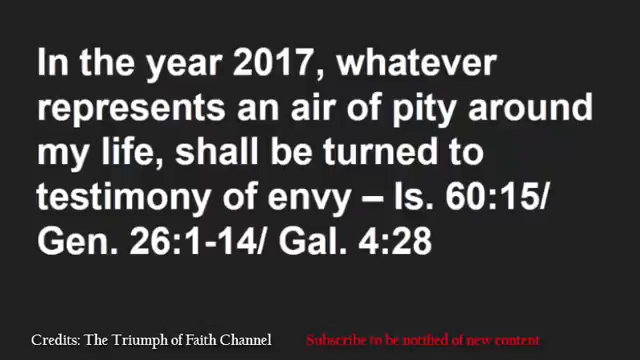 In the year 2017, whatever
represents an air of pity around
my life, shall be turned to
testimony of envy – Is. 60:15/
Gen. 26:1-14/ Gal. 4:28
Credits: The Triumph of Faith Channel Subscribe to be notified of new content